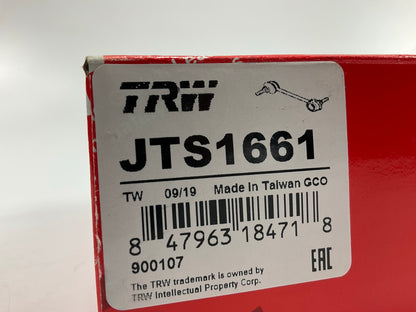 TRW
JTS1661
TW 09/19 Made In Taiwan GCO
8 47963 18471 8
900107
EAC
The TRW trademark is owned by
TRW Intellectual Property Corp.